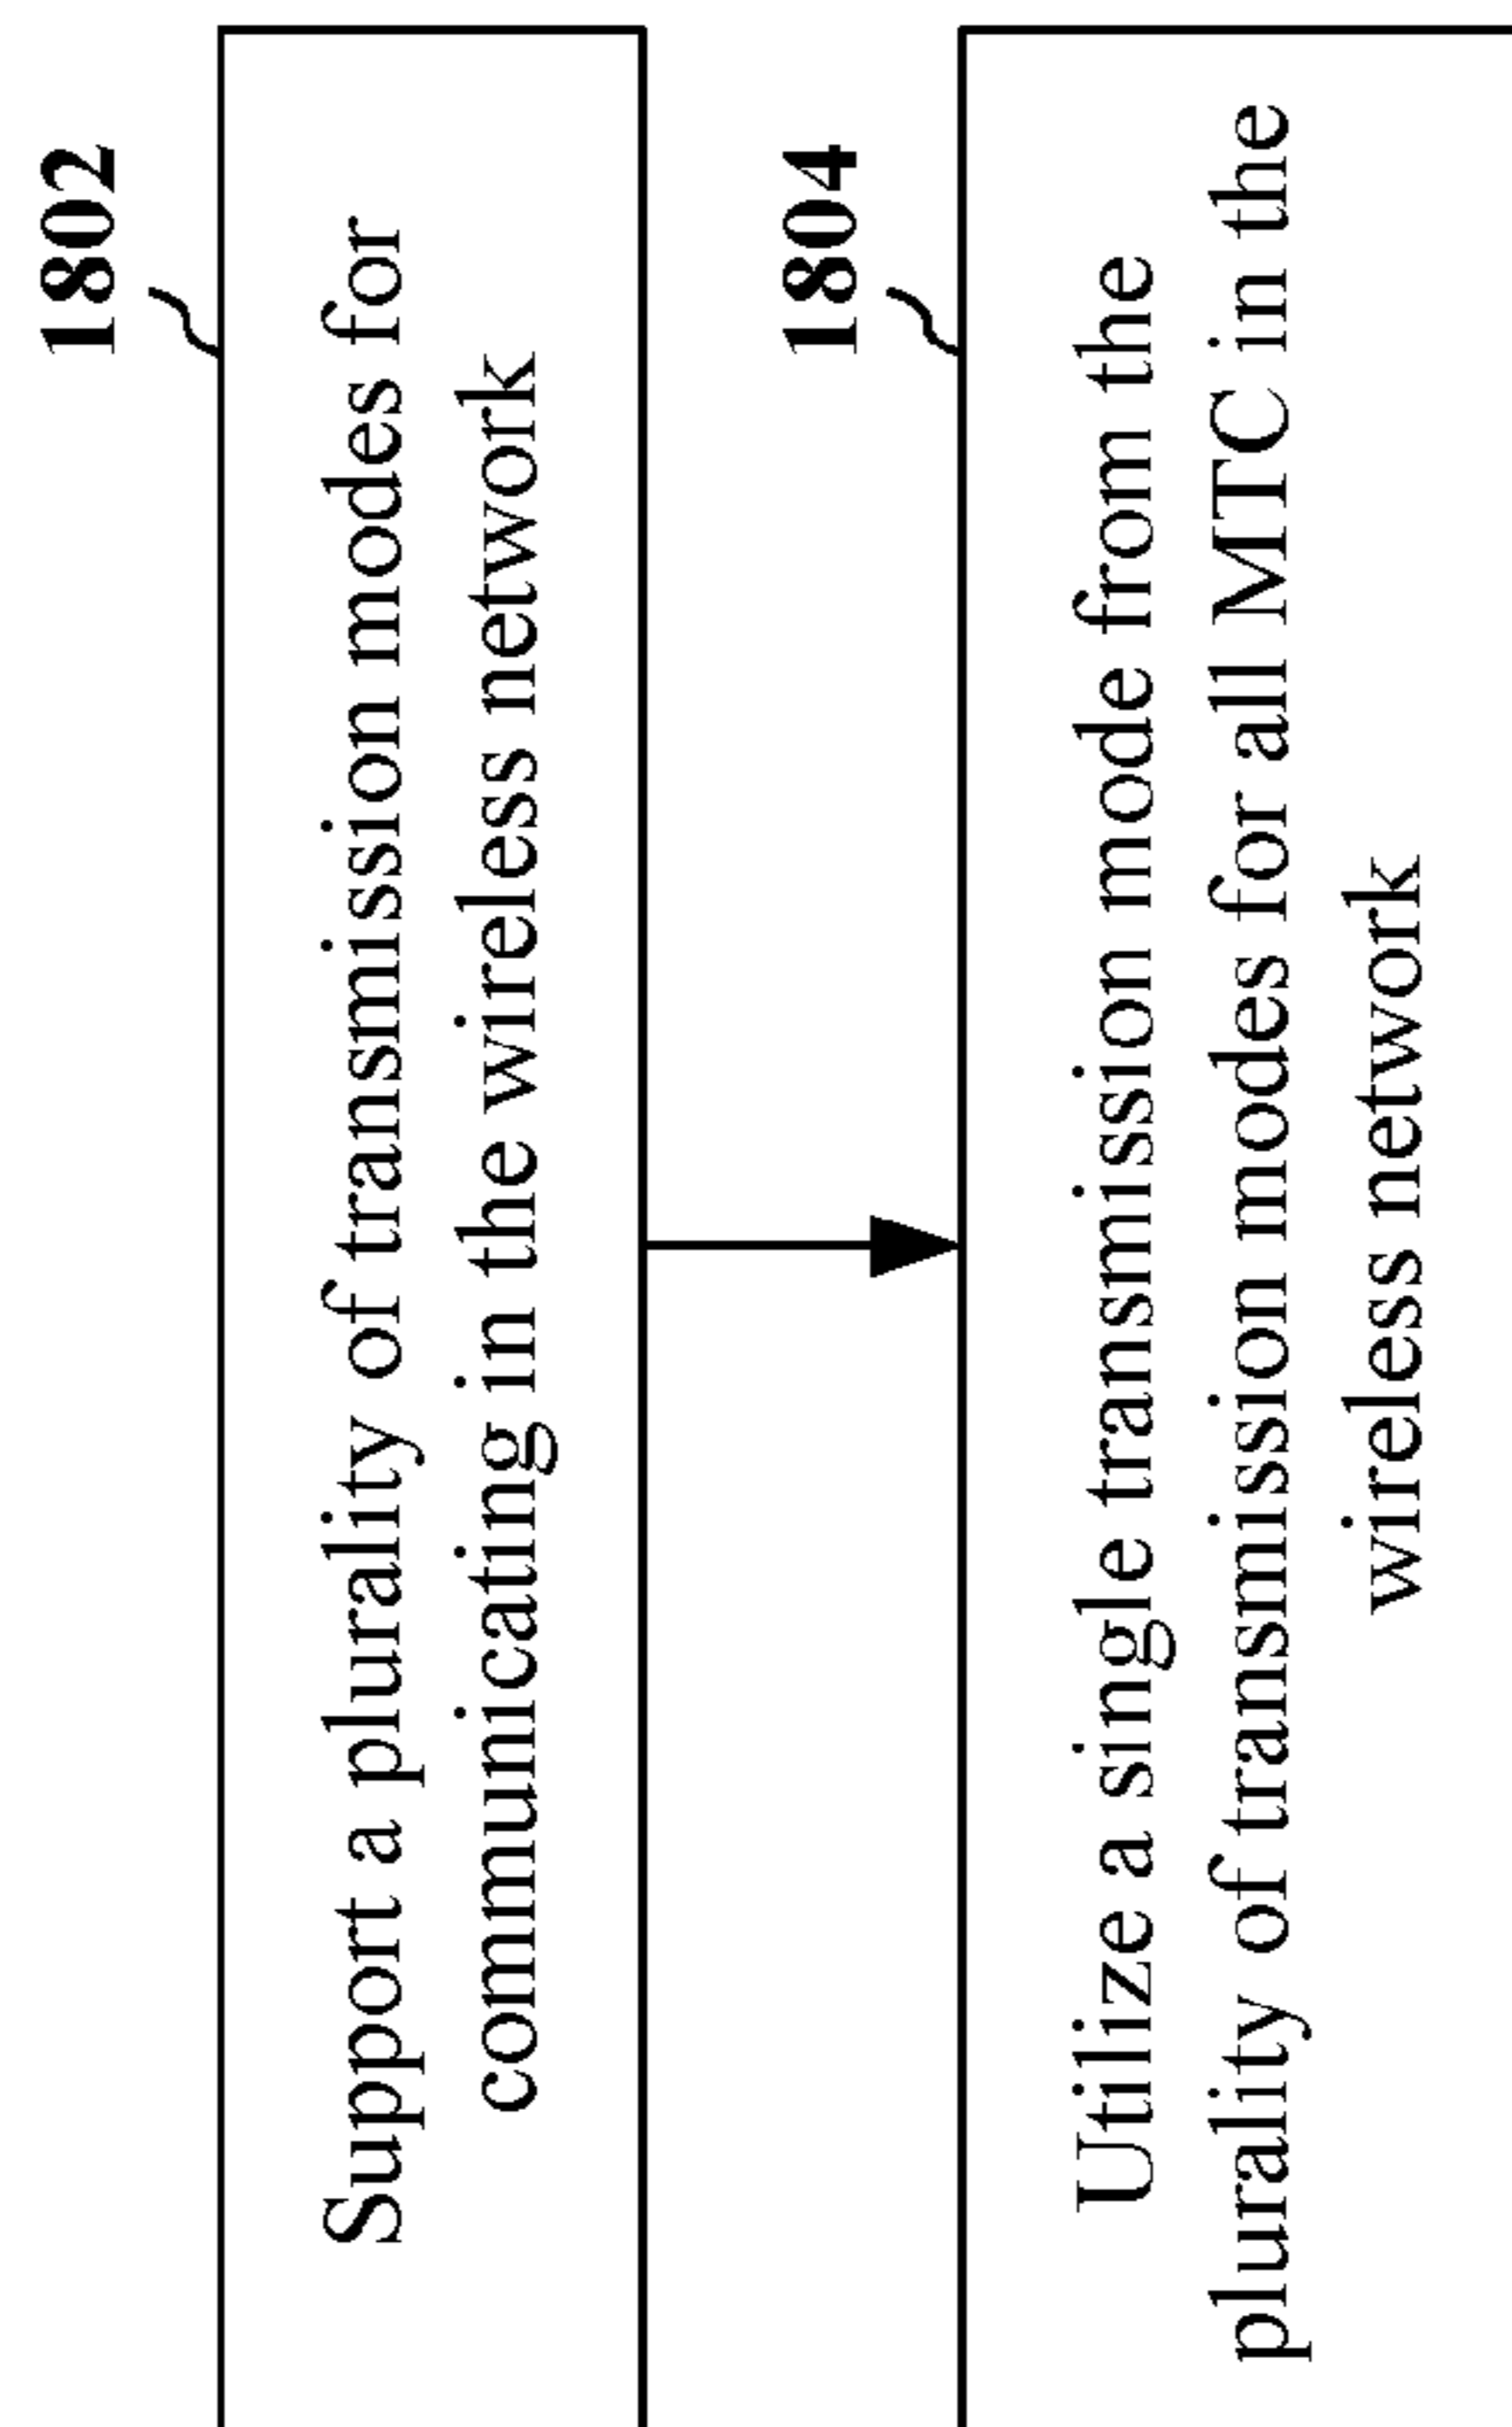 1802
Support a plurality of transmission modes for
communicating in the wireless network
1804
Utilize a single transmission mode from the
plurality of transmission modes for all MTC in the
wireless network